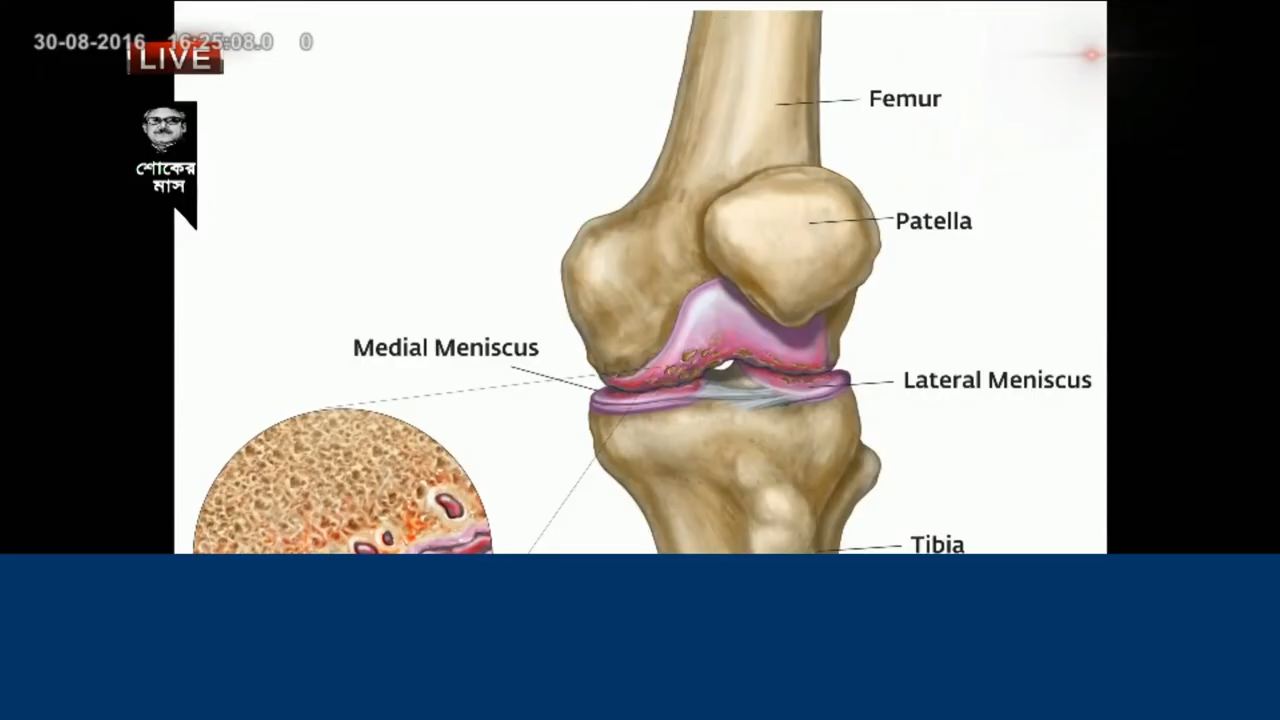 30-08-2016 16:25:08.0 0
LIVE
শোকের
মাস
Femur
Patella
Medial Meniscus
Lateral Meniscus
Tibia